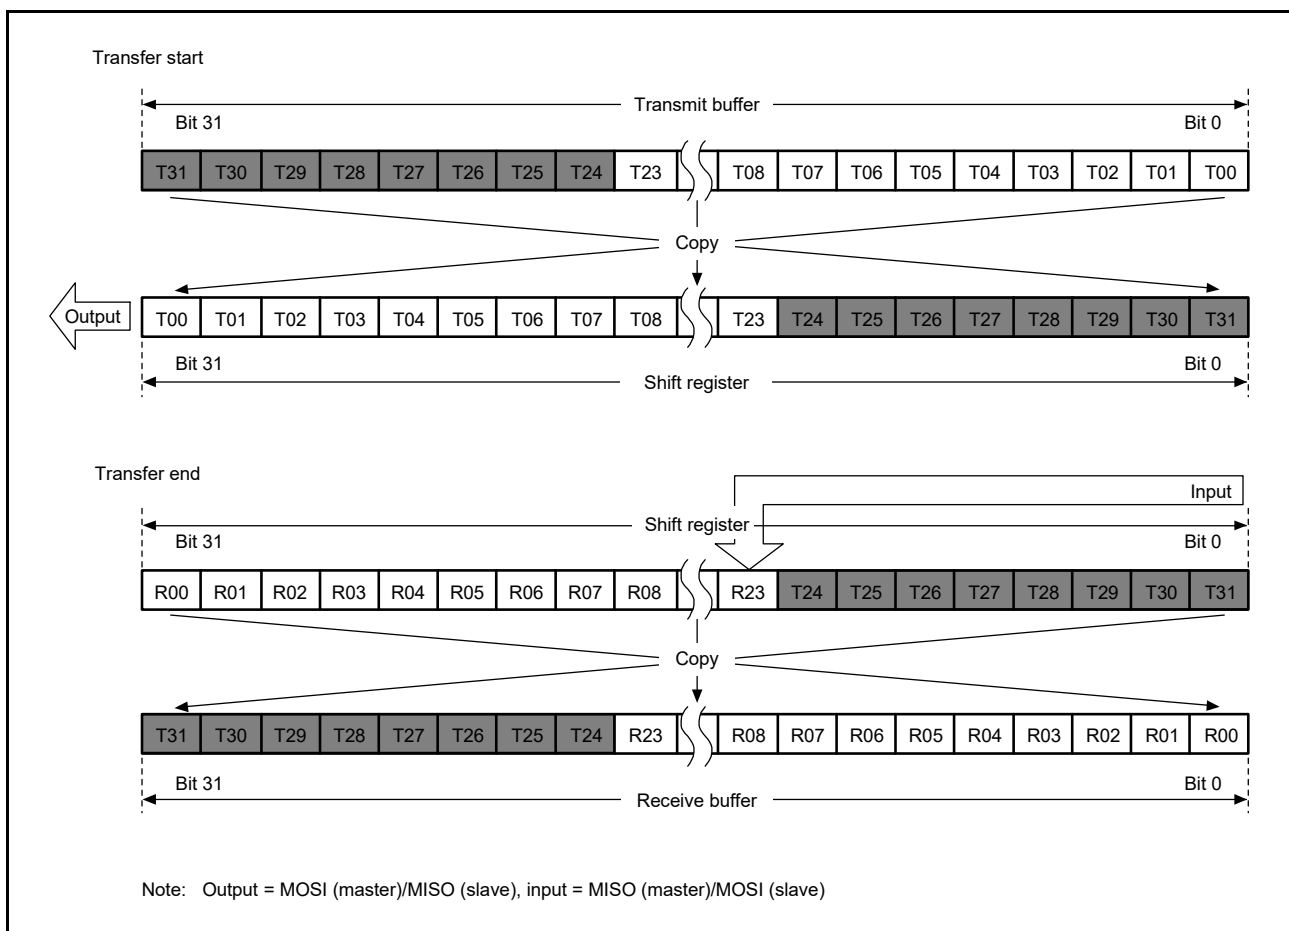 Transfer start
Transmit buffer
Bit 31 Bit 0
T31 T30 T29 T28 T27 T26 T25 T24 T23 T08 T07 T06 T05 T04 T03 T02 T01 T00
Copy
Output T00 T01 T02 T03 T04 T05 T06 T07 T08 T23 T24 T25 T26 T27 T28 T29 T30 T31
Bit 31 Bit 0
Shift register
Transfer end
Input
Shift register
Bit 31 Bit 0
R00 R01 R02 R03 R04 R05 R06 R07 R08 R23 T24 T25 T26 T27 T28 T29 T30 T31
Copy
T31 T30 T29 T28 T27 T26 T25 T24 R23 R08 R07 R06 R05 R04 R03 R02 R01 R00
Bit 31 Bit 0
Receive buffer
Note: Output = MOSI (master)/MISO (slave), input = MISO (master)/MOSI (slave)